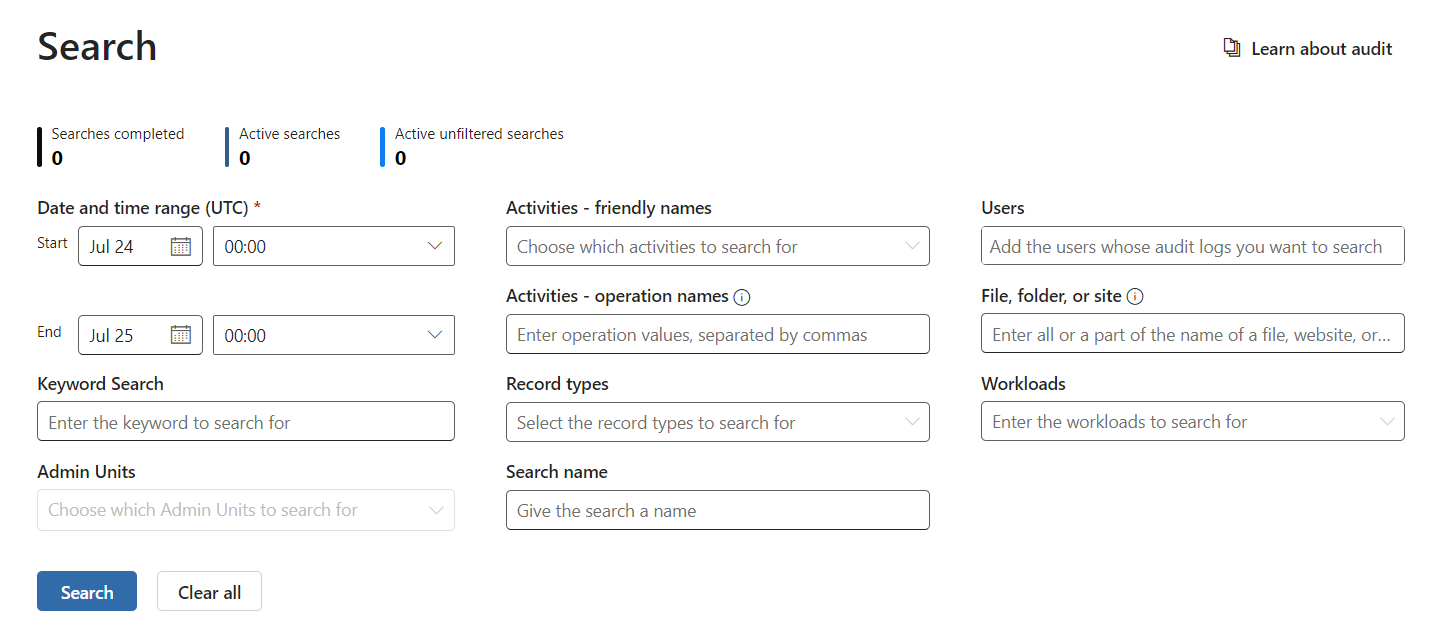 Search
Learn about audit
Searches completed
0
Active searches
0
Active unfiltered searches
0
Date and time range (UTC) *
Start
Jul 24
00:00
End
Jul 25
00:00
Activities - friendly names
Choose which activities to search for
Users
Add the users whose audit logs you want to search
Activities - operation names
Enter operation values, separated by commas
File, folder, or site
Enter all or a part of the name of a file, website, or...
Keyword Search
Enter the keyword to search for
Record types
Select the record types to search for
Workloads
Enter the workloads to search for
Admin Units
Choose which Admin Units to search for
Search name
Give the search a name
Search
Clear all